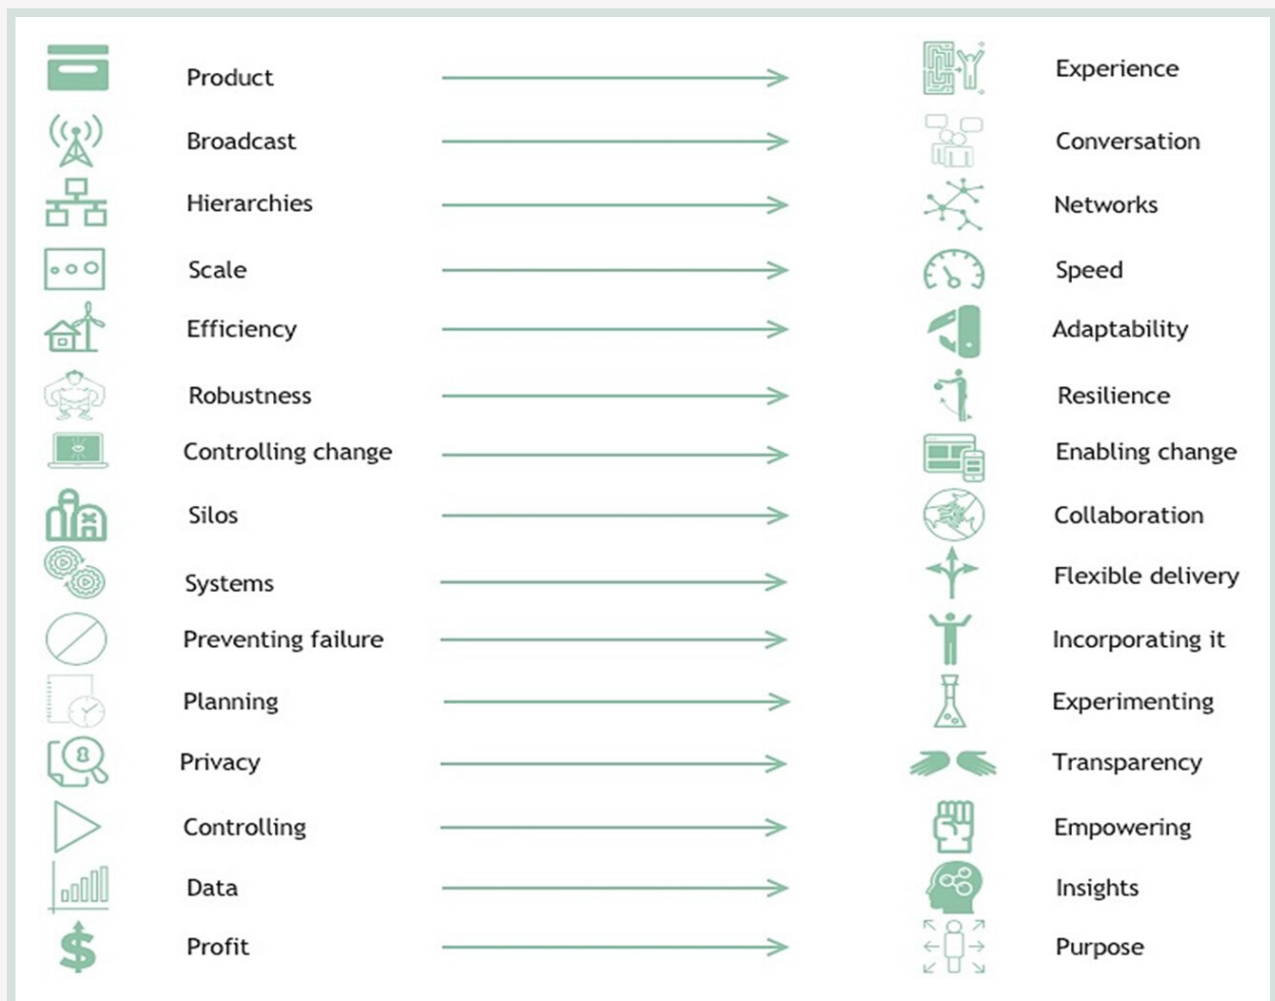 Product Experience
Broadcast Conversation
Hierarchies Networks
Scale Speed
Efficiency Adaptability
Robustness Resilience
Controlling change Enabling change
Silos Collaboration
Systems Flexible delivery
Preventing failure Incorporating it
Planning Experimenting
Privacy Transparency
Controlling Empowering
Data Insights
Profit Purpose